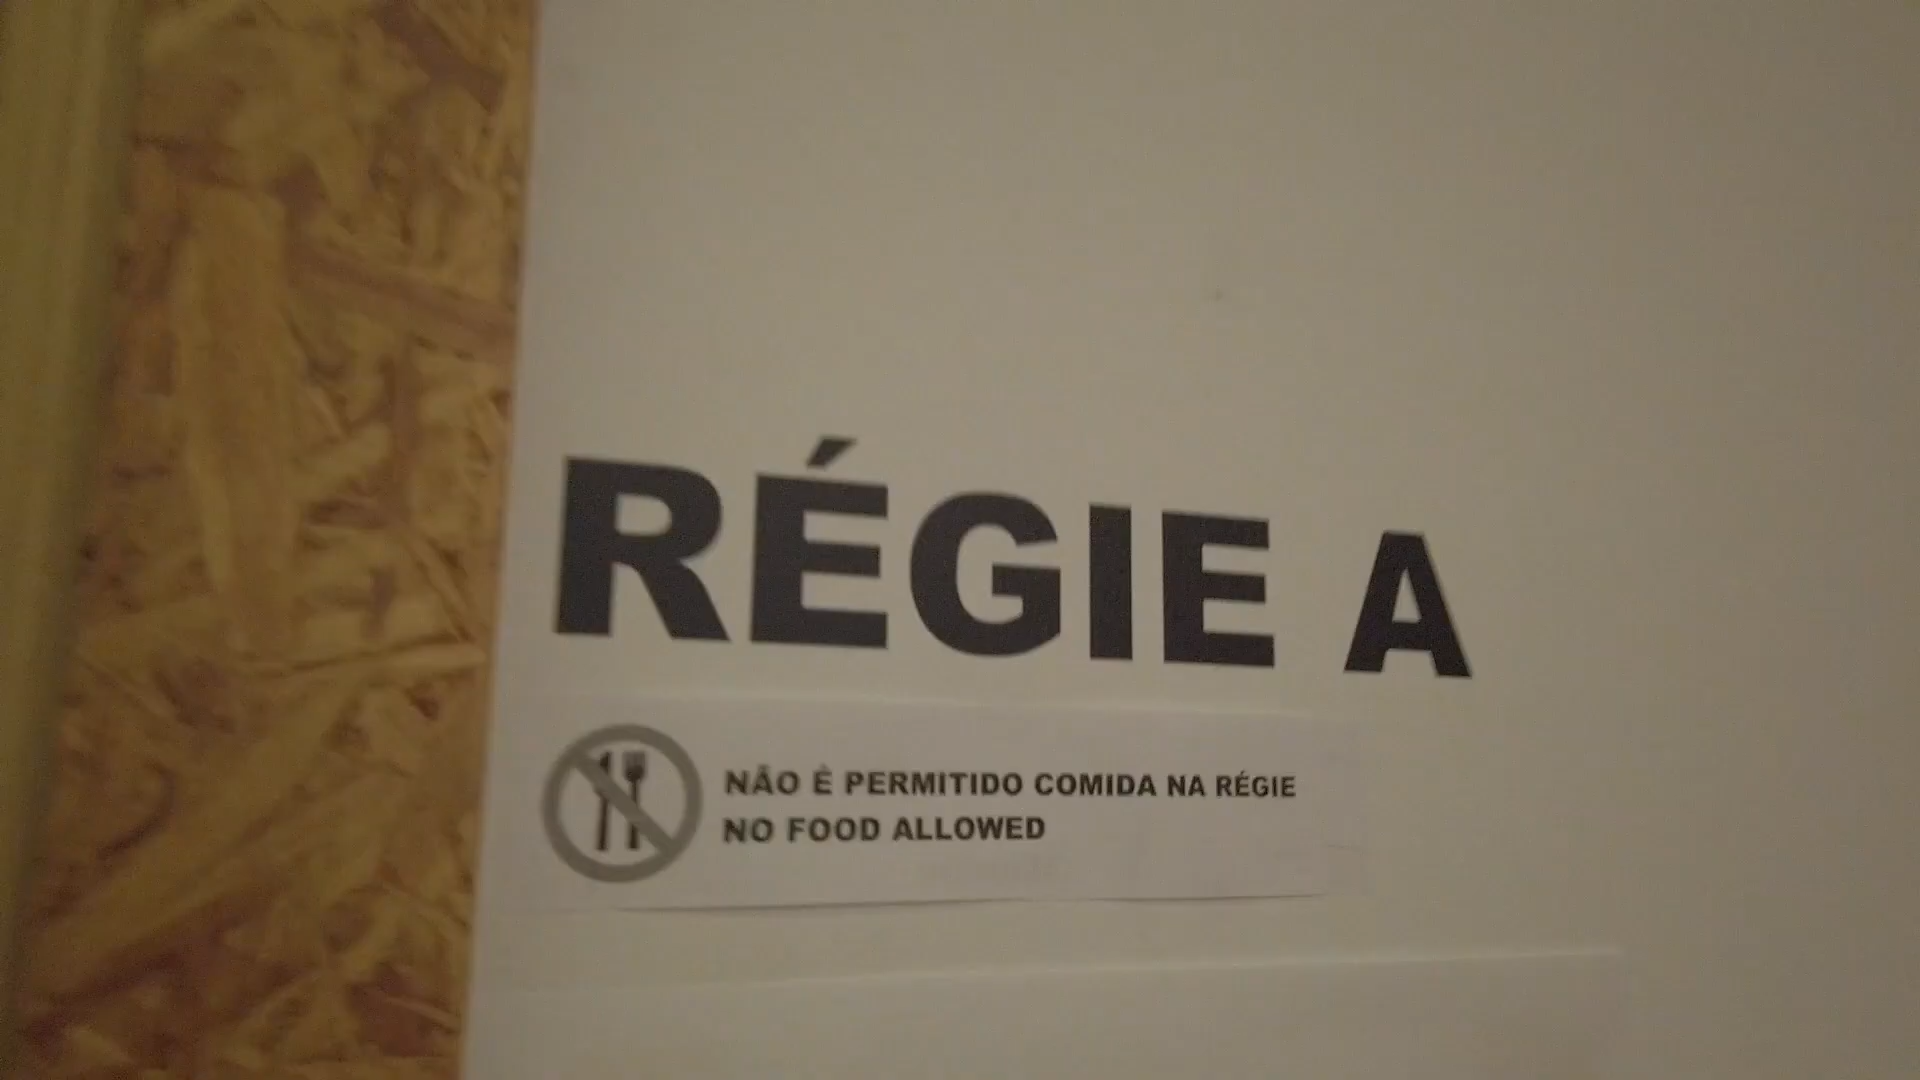 RÉGIE A
NÃO É PERMITIDO COMIDA NA RÉGIE
NO FOOD ALLOWED